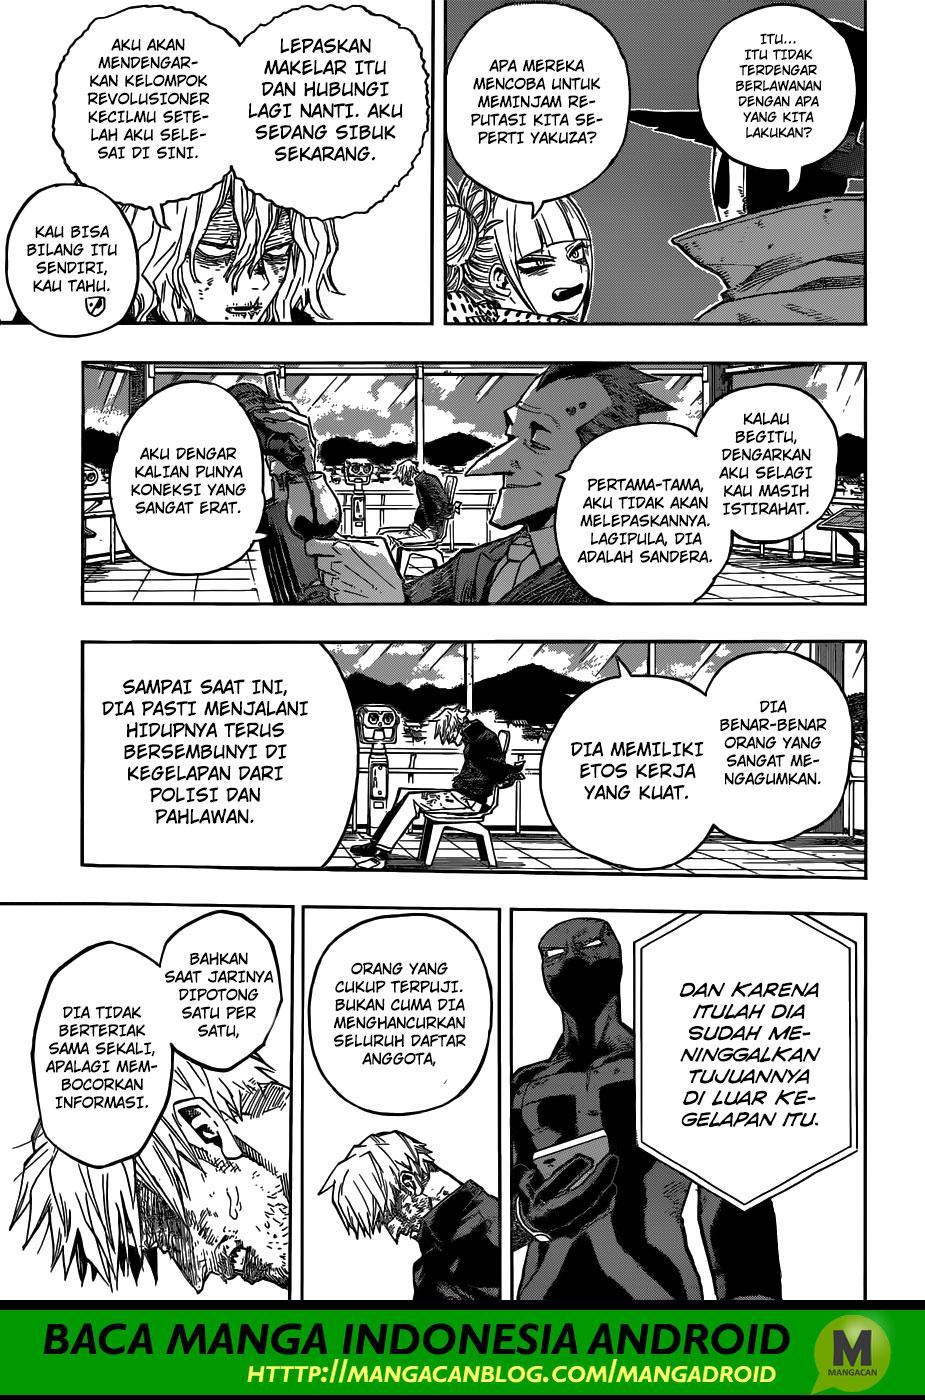 ITU...
ITU TIDAK
TERDENGAR
BERLAWANAN
DENGAN APA
YANG KITA
LAKUKAN?
APA MEREKA
MENCOBA UNTUK
MEMINJAM RE-
PUTASI KITA SE-
PERTI YAKUZA?
LEPASKAN
MAKELAR ITU
DAN HUBUNGI
LAGI NANTI. AKU
SEDANG SIBUK
SEKARANG.
AKU AKAN
MENDENGAR-
KAN KELOMPOK
REVOLUSIONER
KECILMU SETE-
LAH AKU SELE-
SAI DI SINI.
KAU BISA
BILANG ITU
SENDIRI,
KAU TAHU.
KALAU
BEGITU,
DENGARKAN
AKU SELAGI
KAU MASIH
ISTIRAHAT.
PERTAMA-TAMA,
AKU TIDAK AKAN
MELEPASKANNYA.
LAGIPULA, DIA
ADALAH SANDERA.
AKU DENGAR
KALIAN PUNYA
KONEKSI YANG
SANGAT ERAT.
DIA
BENAR-BENAR
ORANG YANG
SANGAT ME-
NGAGUMKAN.
DIA MEMILIKI
ETOS KERJA
YANG KUAT.
SAMPAI SAAT INI,
DIA PASTI MENJALANI
HIDUPNYA TERUS
BERSEMBUNYI DI
KEGELAPAN DARI
POLISI DAN
PAHLAWAN.
DAN KARENA
ITULAH DIA
SUDAH ME-
NINGGALKAN
TUJUANNYA
DI LUAR KE-
GELAPAN ITU.
ORANG YANG
CUKUP TERPUJI.
BUKAN CUMA DIA
MENGHANCURKAN
SELURUH DAFTAR
ANGGOTA,
BAHKAN
SAAT JARINYA
DIPOTONG
SATU PER
SATU,
DIA TIDAK
BERTERIAK
SAMA SEKALI,
APALAGI MEM-
BOCORKAN
INFORMASI.
BACA MANGA INDONESIA ANDROID
HTTTP://MANGACANBLOG.COM/MANGADROID
M
MANGACAN